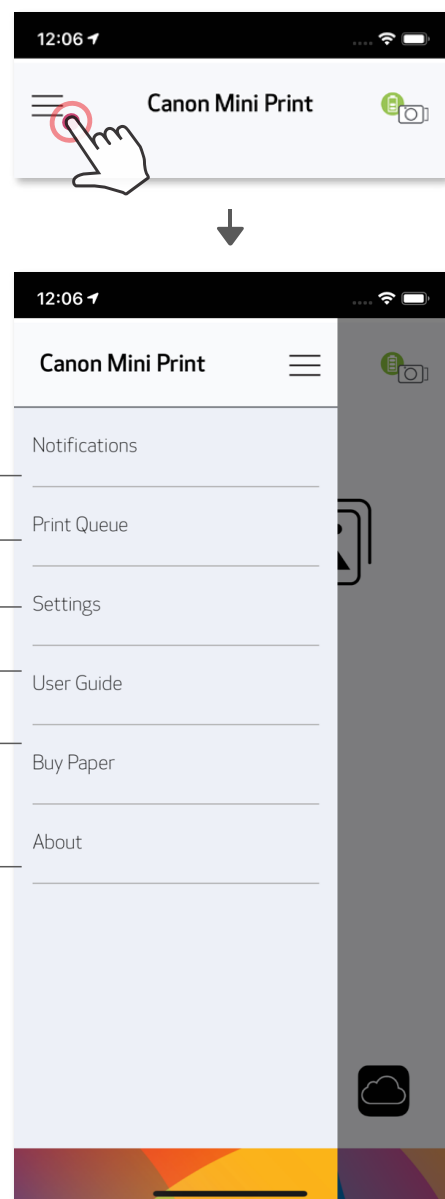 12:06
Canon Mini Print
12:06
Canon Mini Print
Notifications
Print Queue
Settings
User Guide
Buy Paper
About